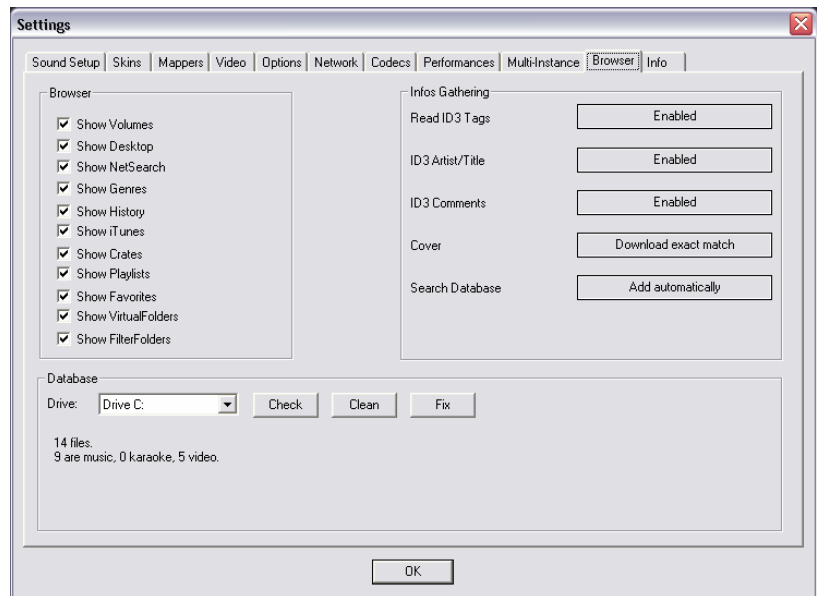 Settings
Sound Setup Skins Mappers Video Options Network Codecs Performances Multi-Instance Browser Info
Browser
Show Volumes
Show Desktop
Show NetSearch
Show Genres
Show History
Show iTunes
Show Crates
Show Playlists
Show Favorites
Show VirtualFolders
Show FilterFolders
Infos Gathering
Read ID3 Tags Enabled
ID3 Artist/Title Enabled
ID3 Comments Enabled
Cover Download exact match
Search Database Add automatically
Database
Drive: Drive C: Check Clean Fix
14 files.
9 are music, 0 karaoke, 5 video.
OK